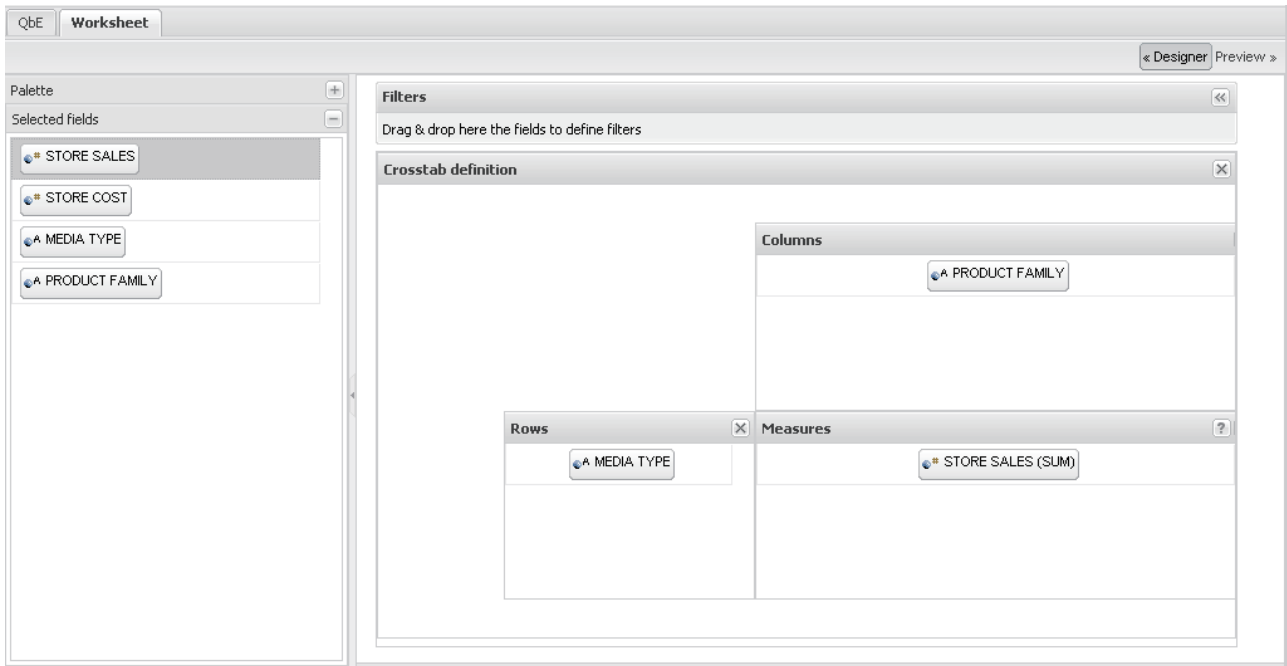 QbE Worksheet
« Designer Preview »
Palette
Selected fields
# STORE SALES
# STORE COST
A MEDIA TYPE
A PRODUCT FAMILY
Filters
Drag & drop here the fields to define filters
Crosstab definition
Columns
A PRODUCT FAMILY
Rows
A MEDIA TYPE
Measures ?
# STORE SALES (SUM)